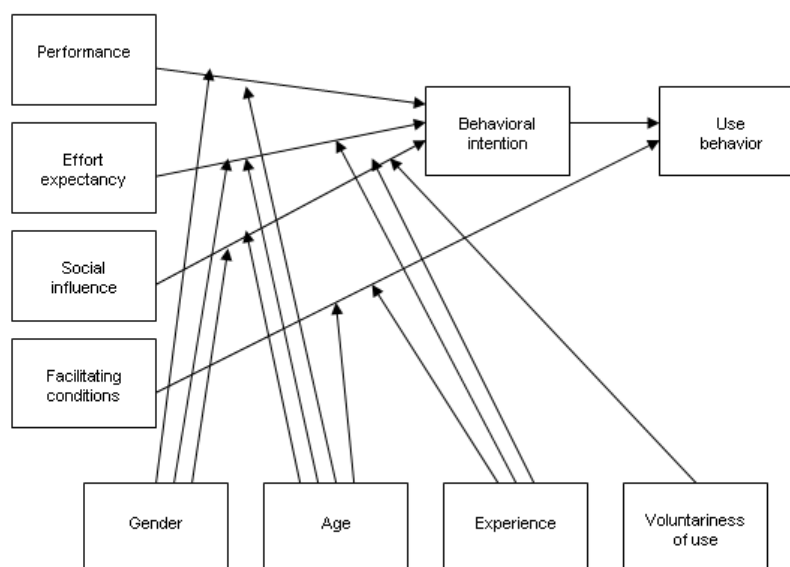 Performance
Effort
expectancy
Social
influence
Facilitating
conditions
Behavioral
intention
Use
behavior
Gender
Age
Experience
Voluntariness
of use